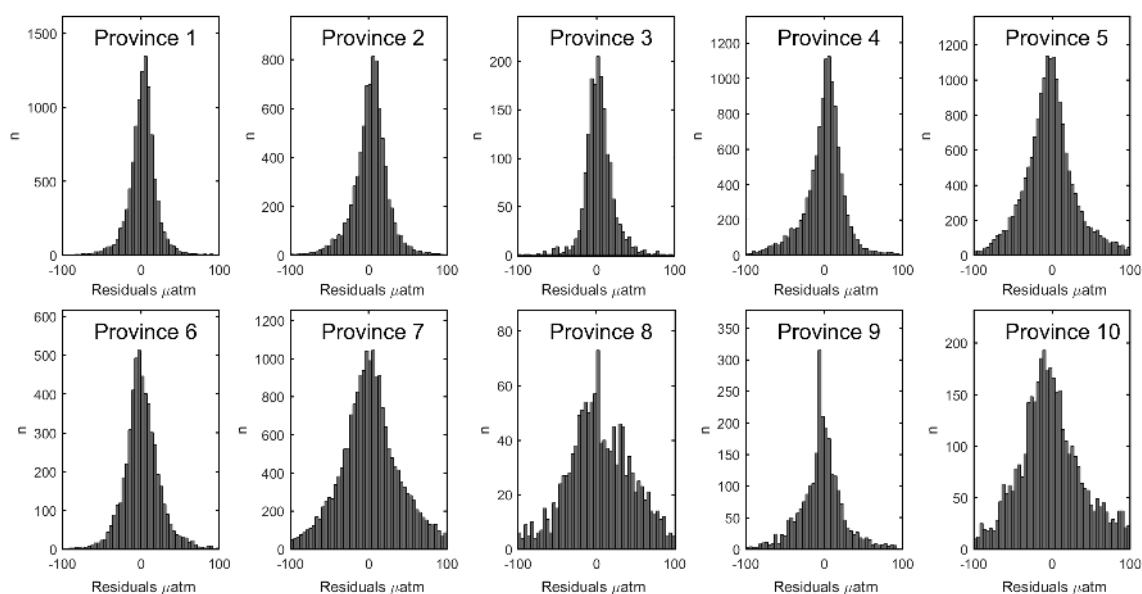 Province 1
1500
1000
500
0
n
-100 0 100
Residuals μatm
Province 2
800
600
400
200
0
n
-100 0 100
Residuals μatm
Province 3
200
150
100
50
0
n
-100 0 100
Residuals μatm
Province 4
1200
1000
800
600
400
200
0
n
-100 0 100
Residuals μatm
Province 5
1200
1000
800
600
400
200
0
n
-100 0 100
Residuals μatm
Province 6
600
500
400
300
200
100
0
n
-100 0 100
Residuals μatm
Province 7
1200
1000
800
600
400
200
0
n
-100 0 100
Residuals μatm
Province 8
80
60
40
20
0
n
-100 0 100
Residuals μatm
Province 9
350
300
250
200
150
100
50
0
n
-100 0 100
Residuals μatm
Province 10
200
150
100
50
0
n
-100 0 100
Residuals μatm